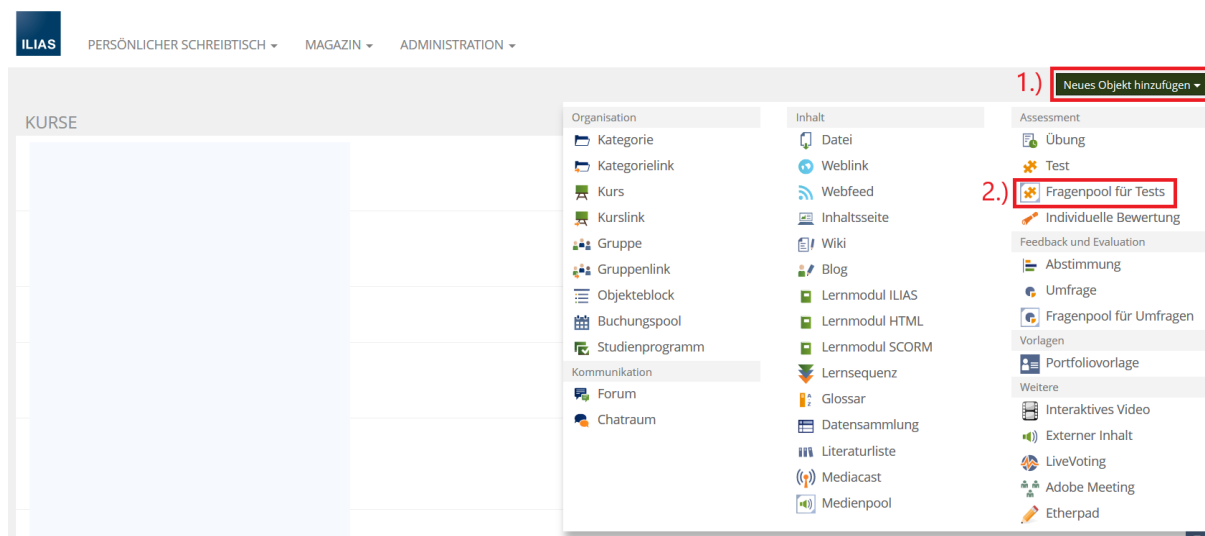 ILIAS
PERSÖNLICHER SCHREIBTISCH MAGAZIN ADMINISTRATION
1.) Neues Objekt hinzufügen
KURSE
Organisation
Kategorie
Kategorielink
Kurs
Kurslink
Gruppe
Gruppenlink
Objekteblock
Buchungspool
Studienprogramm
Kommunikation
Forum
Chatraum
Inhalt
Datei
Weblink
Webfeed
Inhaltsseite
Wiki
Blog
Lernmodul ILIAS
Lernmodul HTML
Lernmodul SCORM
Lernsequenz
Glossar
Datensammlung
Literaturliste
Mediacast
Medienpool
Assessment
Übung
Test
2.) Fragenpool für Tests
Individuelle Bewertung
Feedback und Evaluation
Abstimmung
Umfrage
Fragenpool für Umfragen
Vorlagen
Portfoliovorlage
Weitere
Interaktives Video
Externer Inhalt
LiveVoting
Adobe Meeting
Etherpad